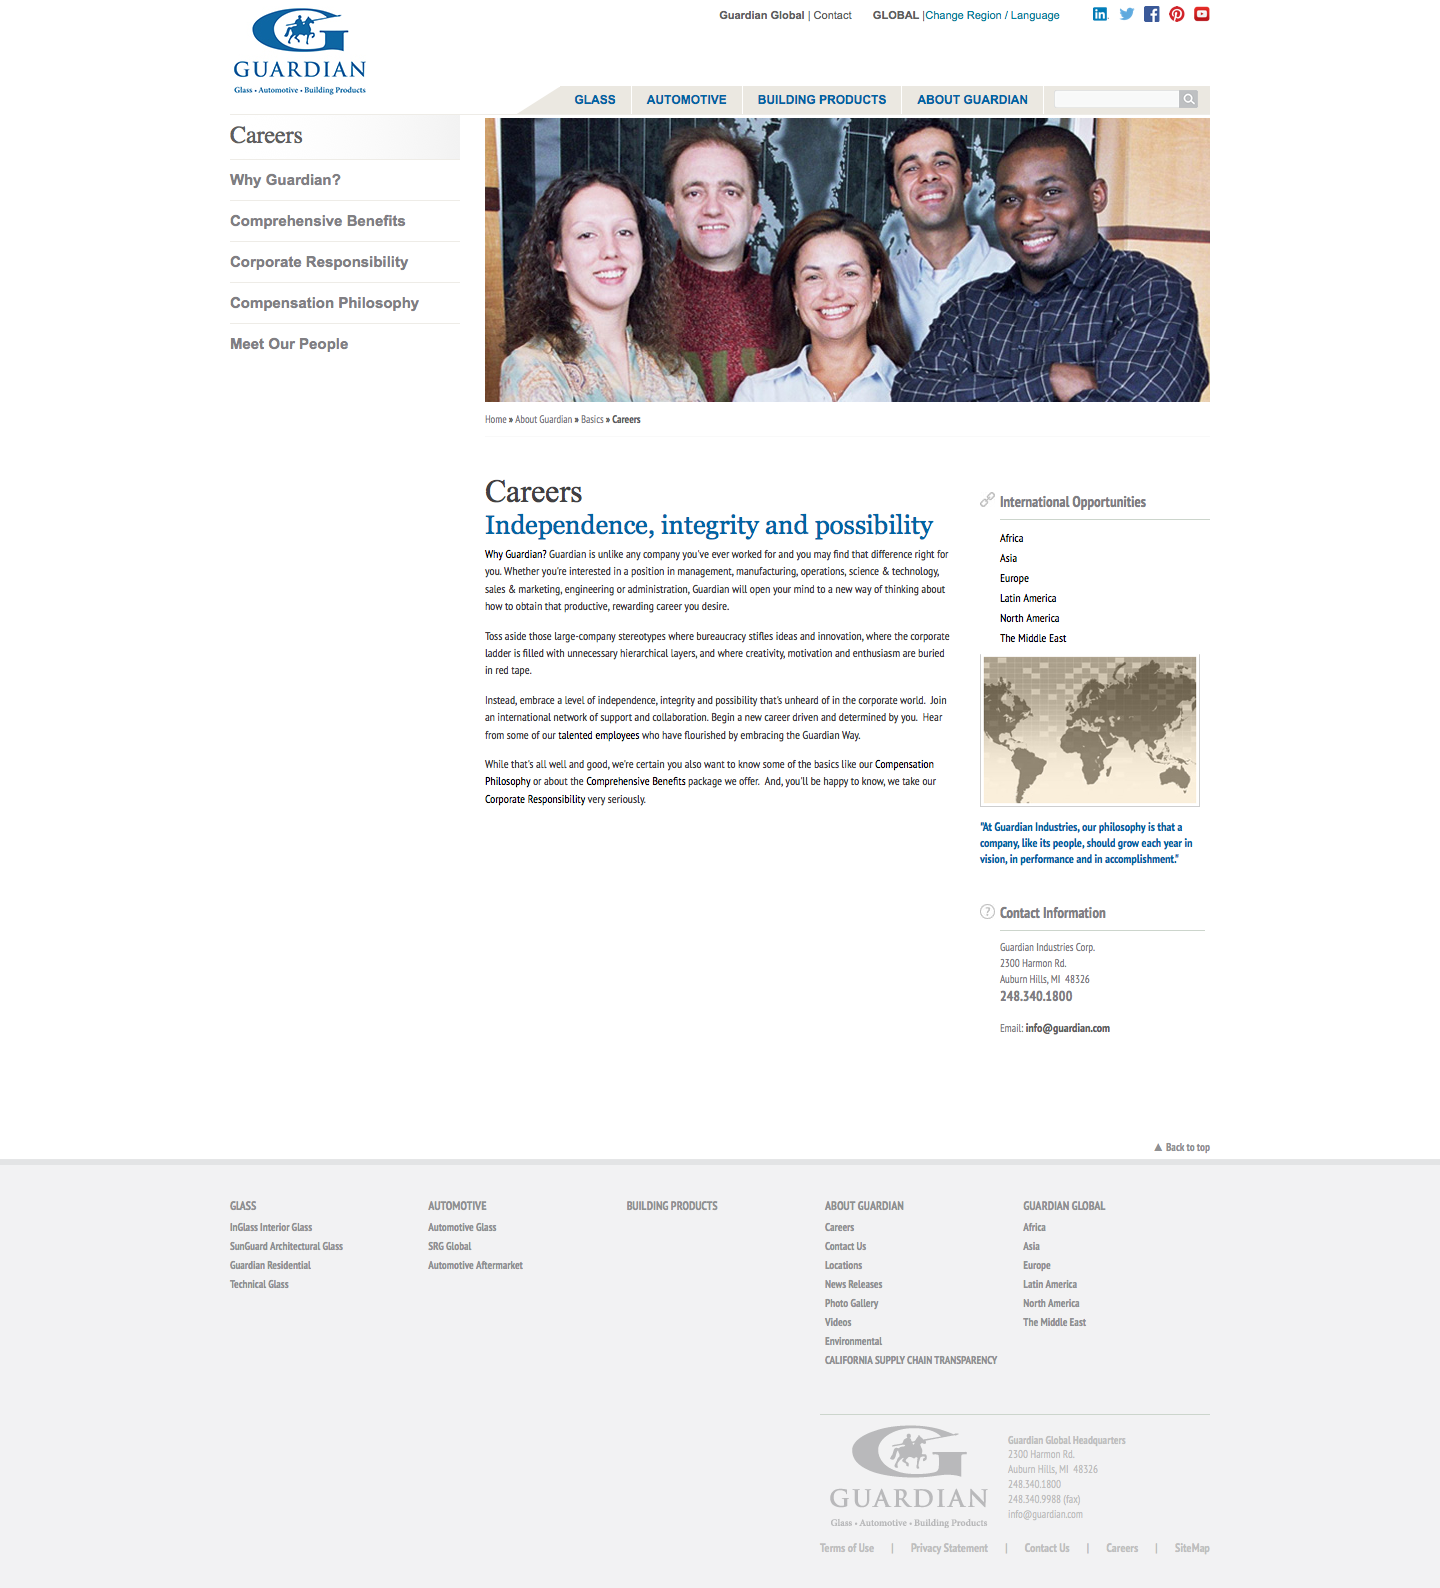 Guardian Global | Contact GLOBAL |Change Region / Language
GUARDIAN
Glass • Automotive • Building Products
GLASS AUTOMOTIVE BUILDING PRODUCTS ABOUT GUARDIAN
Careers
Why Guardian?
Comprehensive Benefits
Corporate Responsibility
Compensation Philosophy
Meet Our People
Home » About Guardian » Basics » Careers
Careers
Independence, integrity and possibility
Why Guardian? Guardian is unlike any company you've ever worked for and you may find that difference right for
you. Whether you're interested in a position in management, manufacturing, operations, science & technology,
sales & marketing, engineering or administration, Guardian will open your mind to a new way of thinking about
how to obtain that productive, rewarding career you desire.
Toss aside those large-company stereotypes where bureaucracy stifles ideas and innovation, where the corporate
ladder is filled with unnecessary hierarchical layers, and where creativity, motivation and enthusiasm are buried
in red tape.
Instead, embrace a level of independence, integrity and possibility that's unheard of in the corporate world.  Join
an international network of support and collaboration. Begin a new career driven and determined by you.  Hear
from some of our talented employees who have flourished by embracing the Guardian Way.
While that's all well and good, we're certain you also want to know some of the basics like our Compensation
Philosophy or about the Comprehensive Benefits package we offer.  And, you'll be happy to know, we take our
Corporate Responsibility very seriously.
International Opportunities
Africa
Asia
Europe
Latin America
North America
The Middle East
"At Guardian Industries, our philosophy is that a
company, like its people, should grow each year in
vision, in performance and in accomplishment."
Contact Information
Guardian Industries Corp.
2300 Harmon Rd.
Auburn Hills, MI  48326
248.340.1800
Email: info@guardian.com
▲ Back to top
GLASS
InGlass Interior Glass
SunGuard Architectural Glass
Guardian Residential
Technical Glass
AUTOMOTIVE
Automotive Glass
SRG Global
Automotive Aftermarket
BUILDING PRODUCTS
ABOUT GUARDIAN
Careers
Contact Us
Locations
News Releases
Photo Gallery
Videos
Environmental
CALIFORNIA SUPPLY CHAIN TRANSPARENCY
GUARDIAN GLOBAL
Africa
Asia
Europe
Latin America
North America
The Middle East
GUARDIAN
Glass • Automotive • Building Products
Guardian Global Headquarters
2300 Harmon Rd.
Auburn Hills, MI  48326
248.340.1800
248.340.9988 (fax)
info@guardian.com
Terms of Use | Privacy Statement | Contact Us | Careers | SiteMap